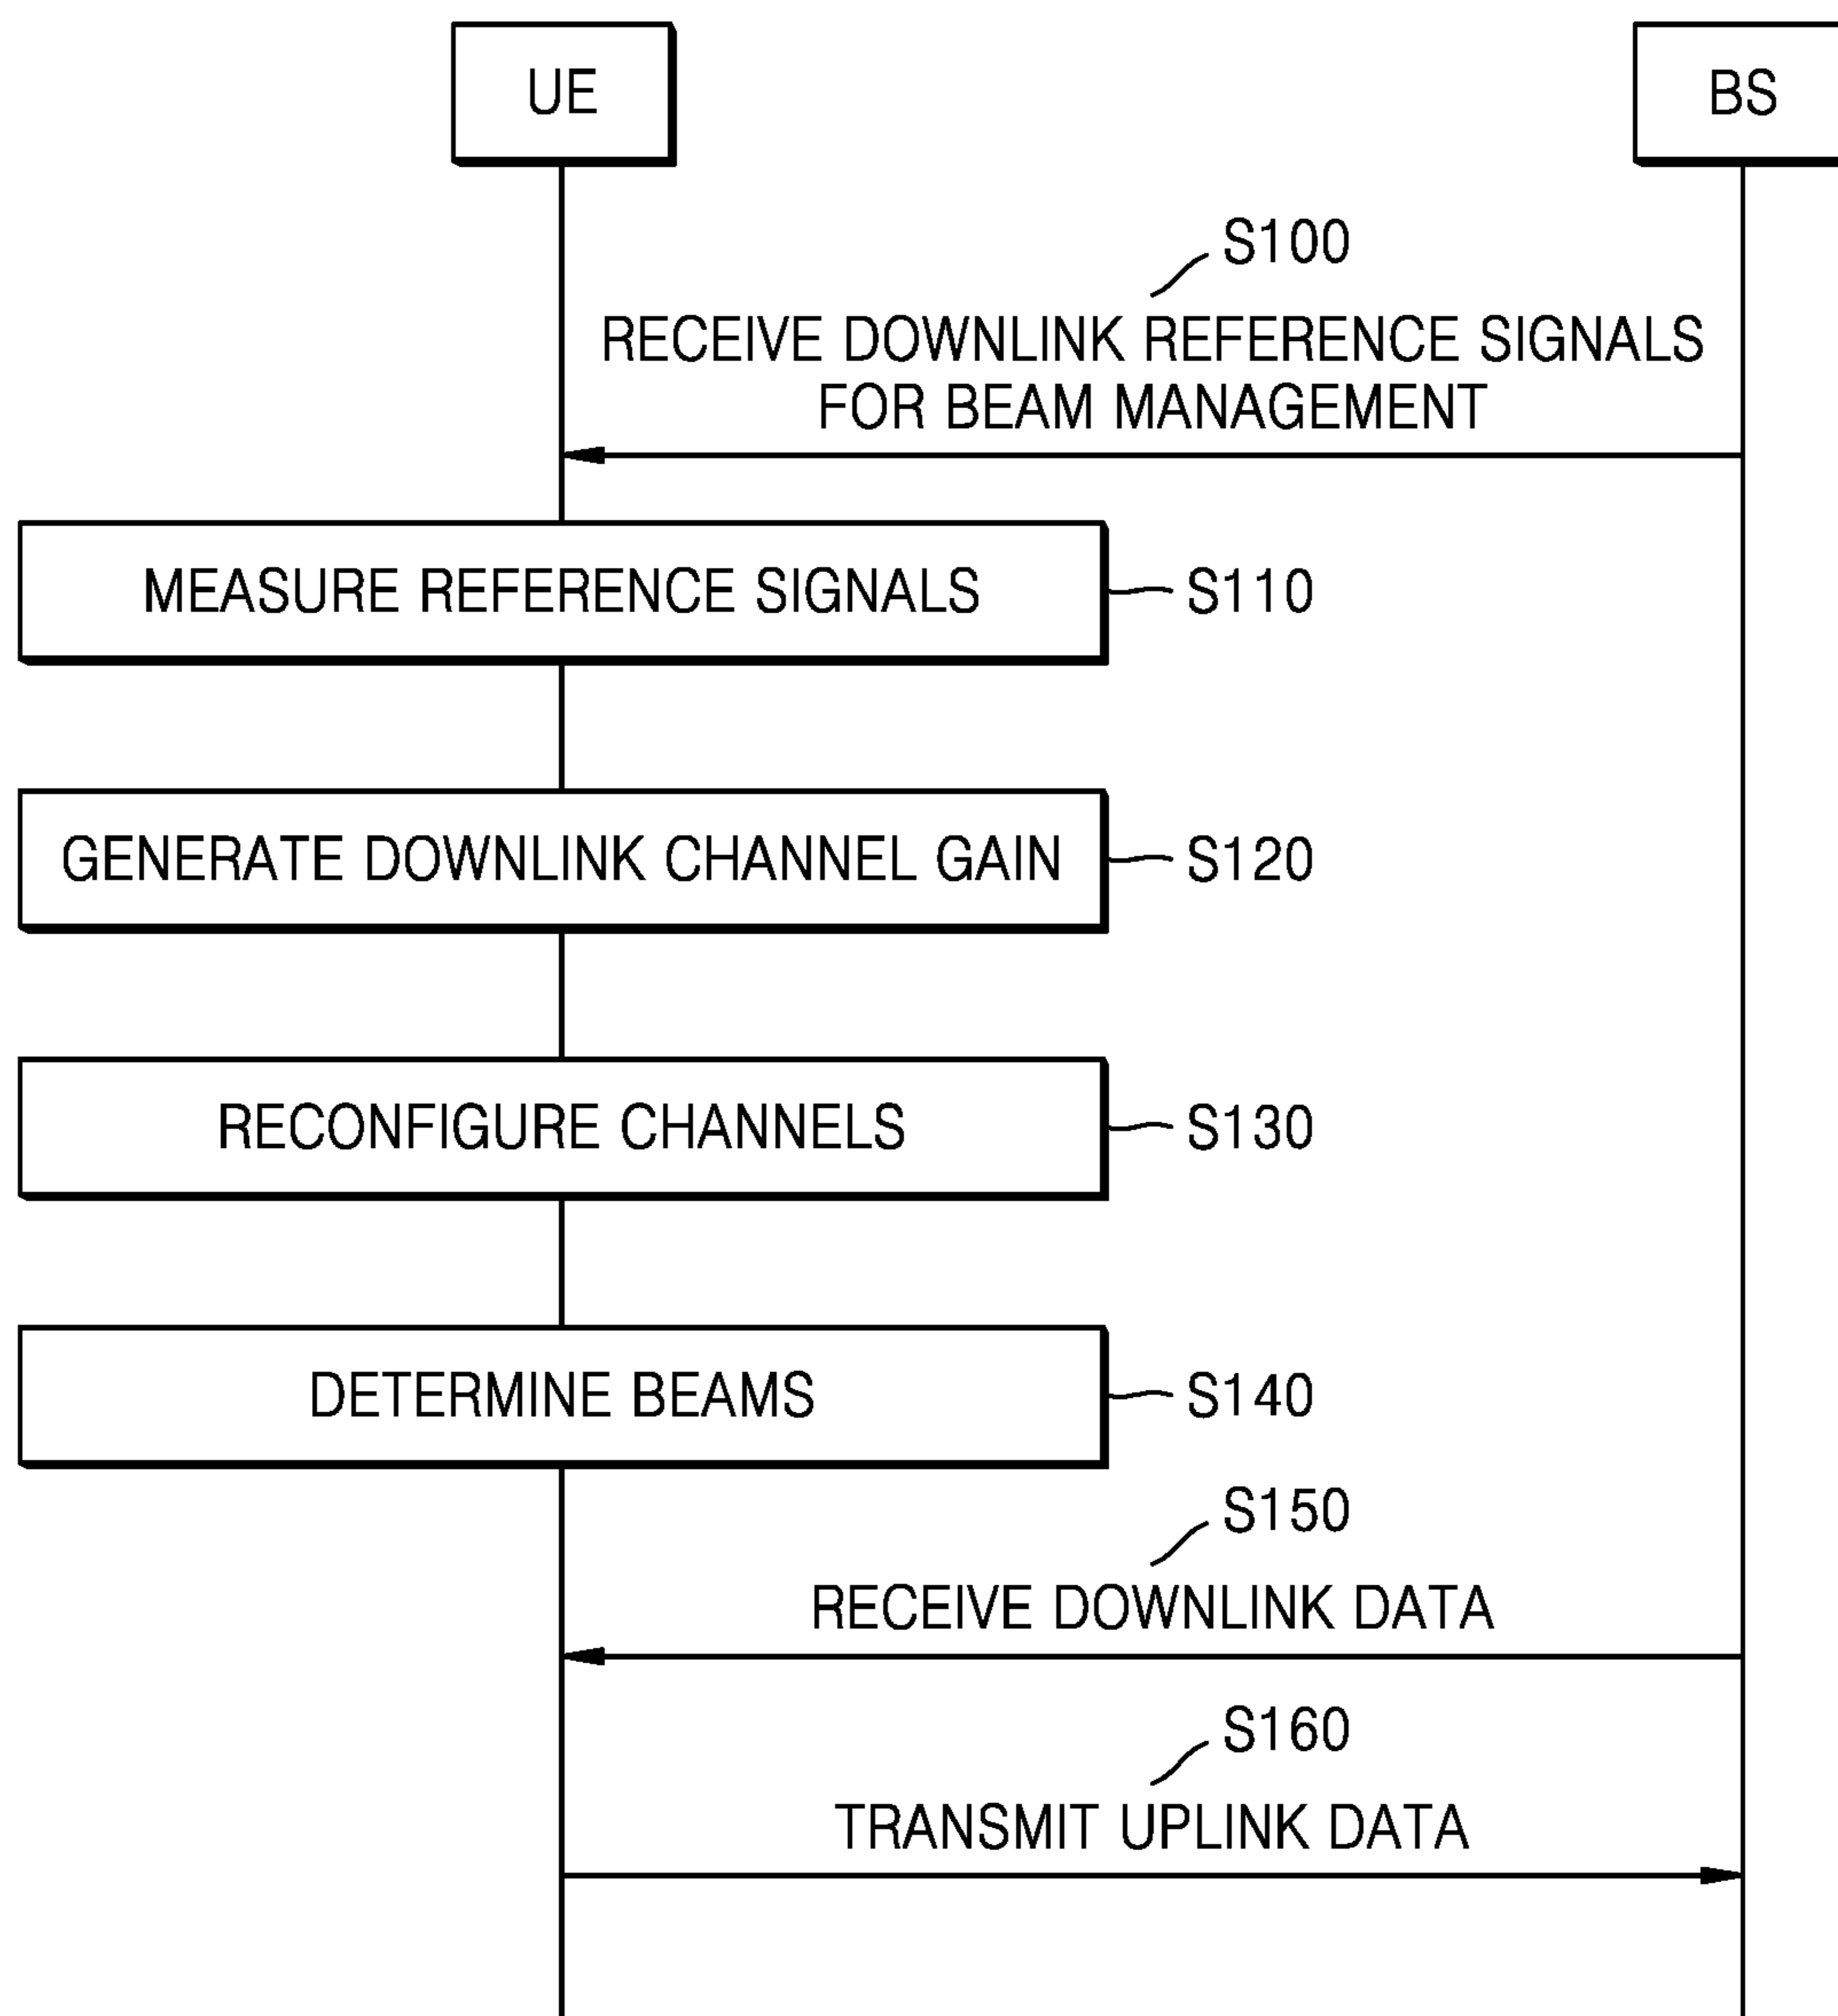 UE
BS
S100
RECEIVE DOWNLINK REFERENCE SIGNALS
FOR BEAM MANAGEMENT
MEASURE REFERENCE SIGNALS
S110
GENERATE DOWNLINK CHANNEL GAIN
S120
RECONFIGURE CHANNELS
S130
DETERMINE BEAMS
S140
S150
RECEIVE DOWNLINK DATA
S160
TRANSMIT UPLINK DATA